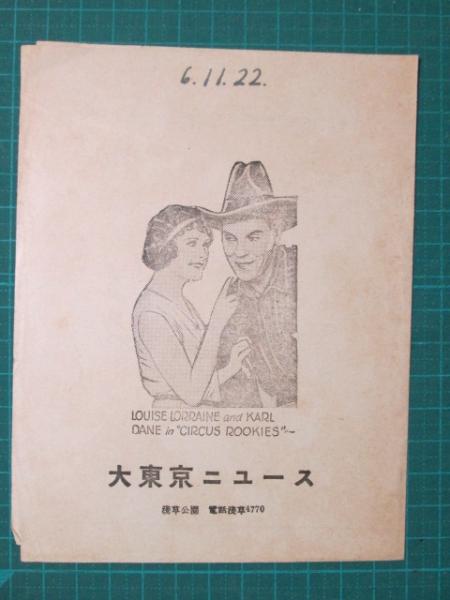 6.11.22.
LOUISE LORRAINE and KARL
DANE in "CIRCUS ROOKIES"
大東京ニュース
淺草公園 電話淺草4770